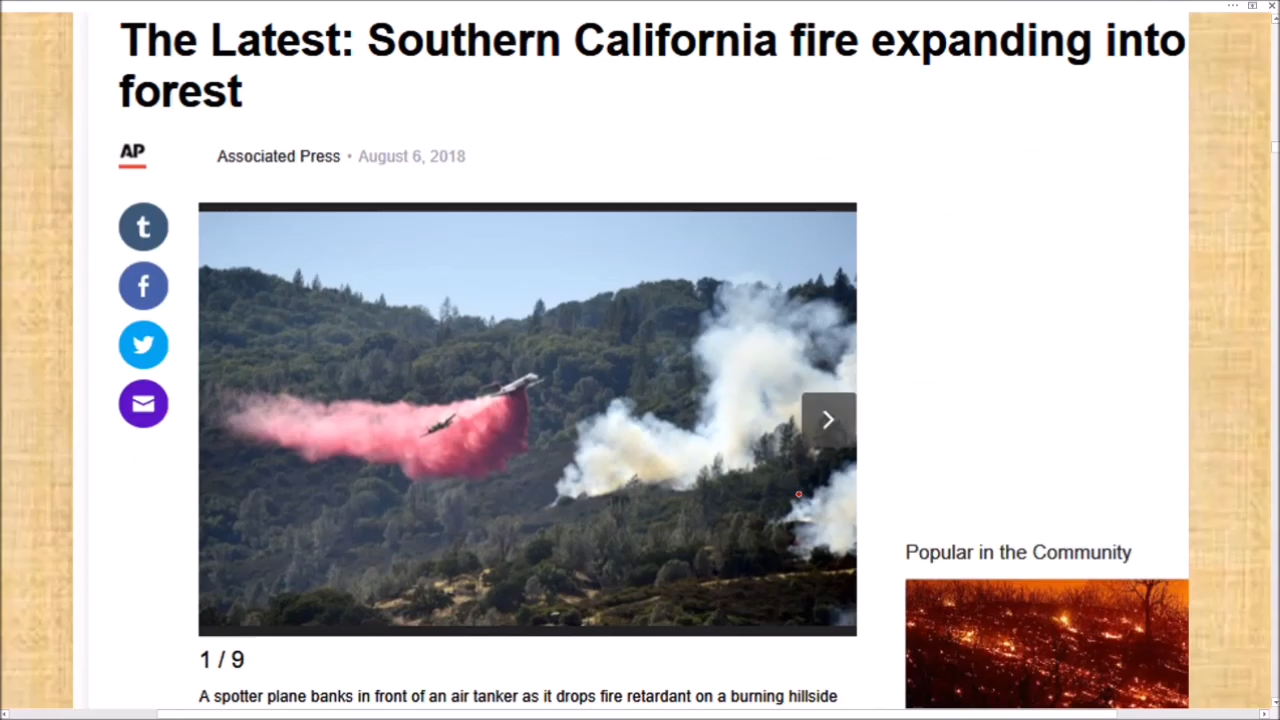 The Latest: Southern California fire expanding into
forest
AP
Associated Press • August 6, 2018
t
f
1 / 9
A spotter plane banks in front of an air tanker as it drops fire retardant on a burning hillside
Popular in the Community